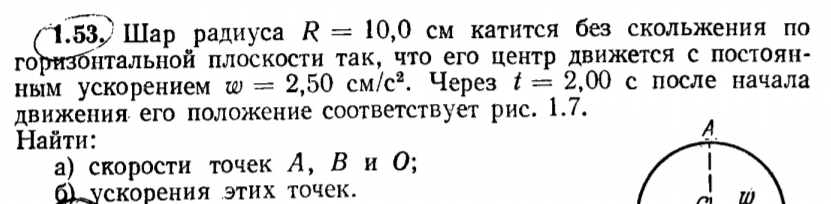 1.53. Шар радиуса R = 10,0 см катится без скольжения по
горизонтальной плоскости так, что его центр движется с постоян-
ным ускорением w = 2,50 см/с². Через t = 2,00 с после начала
движения его положение соответствует рис. 1.7.
Найти:
а) скорости точек A, B и O;
б) ускорения этих точек.
A
w